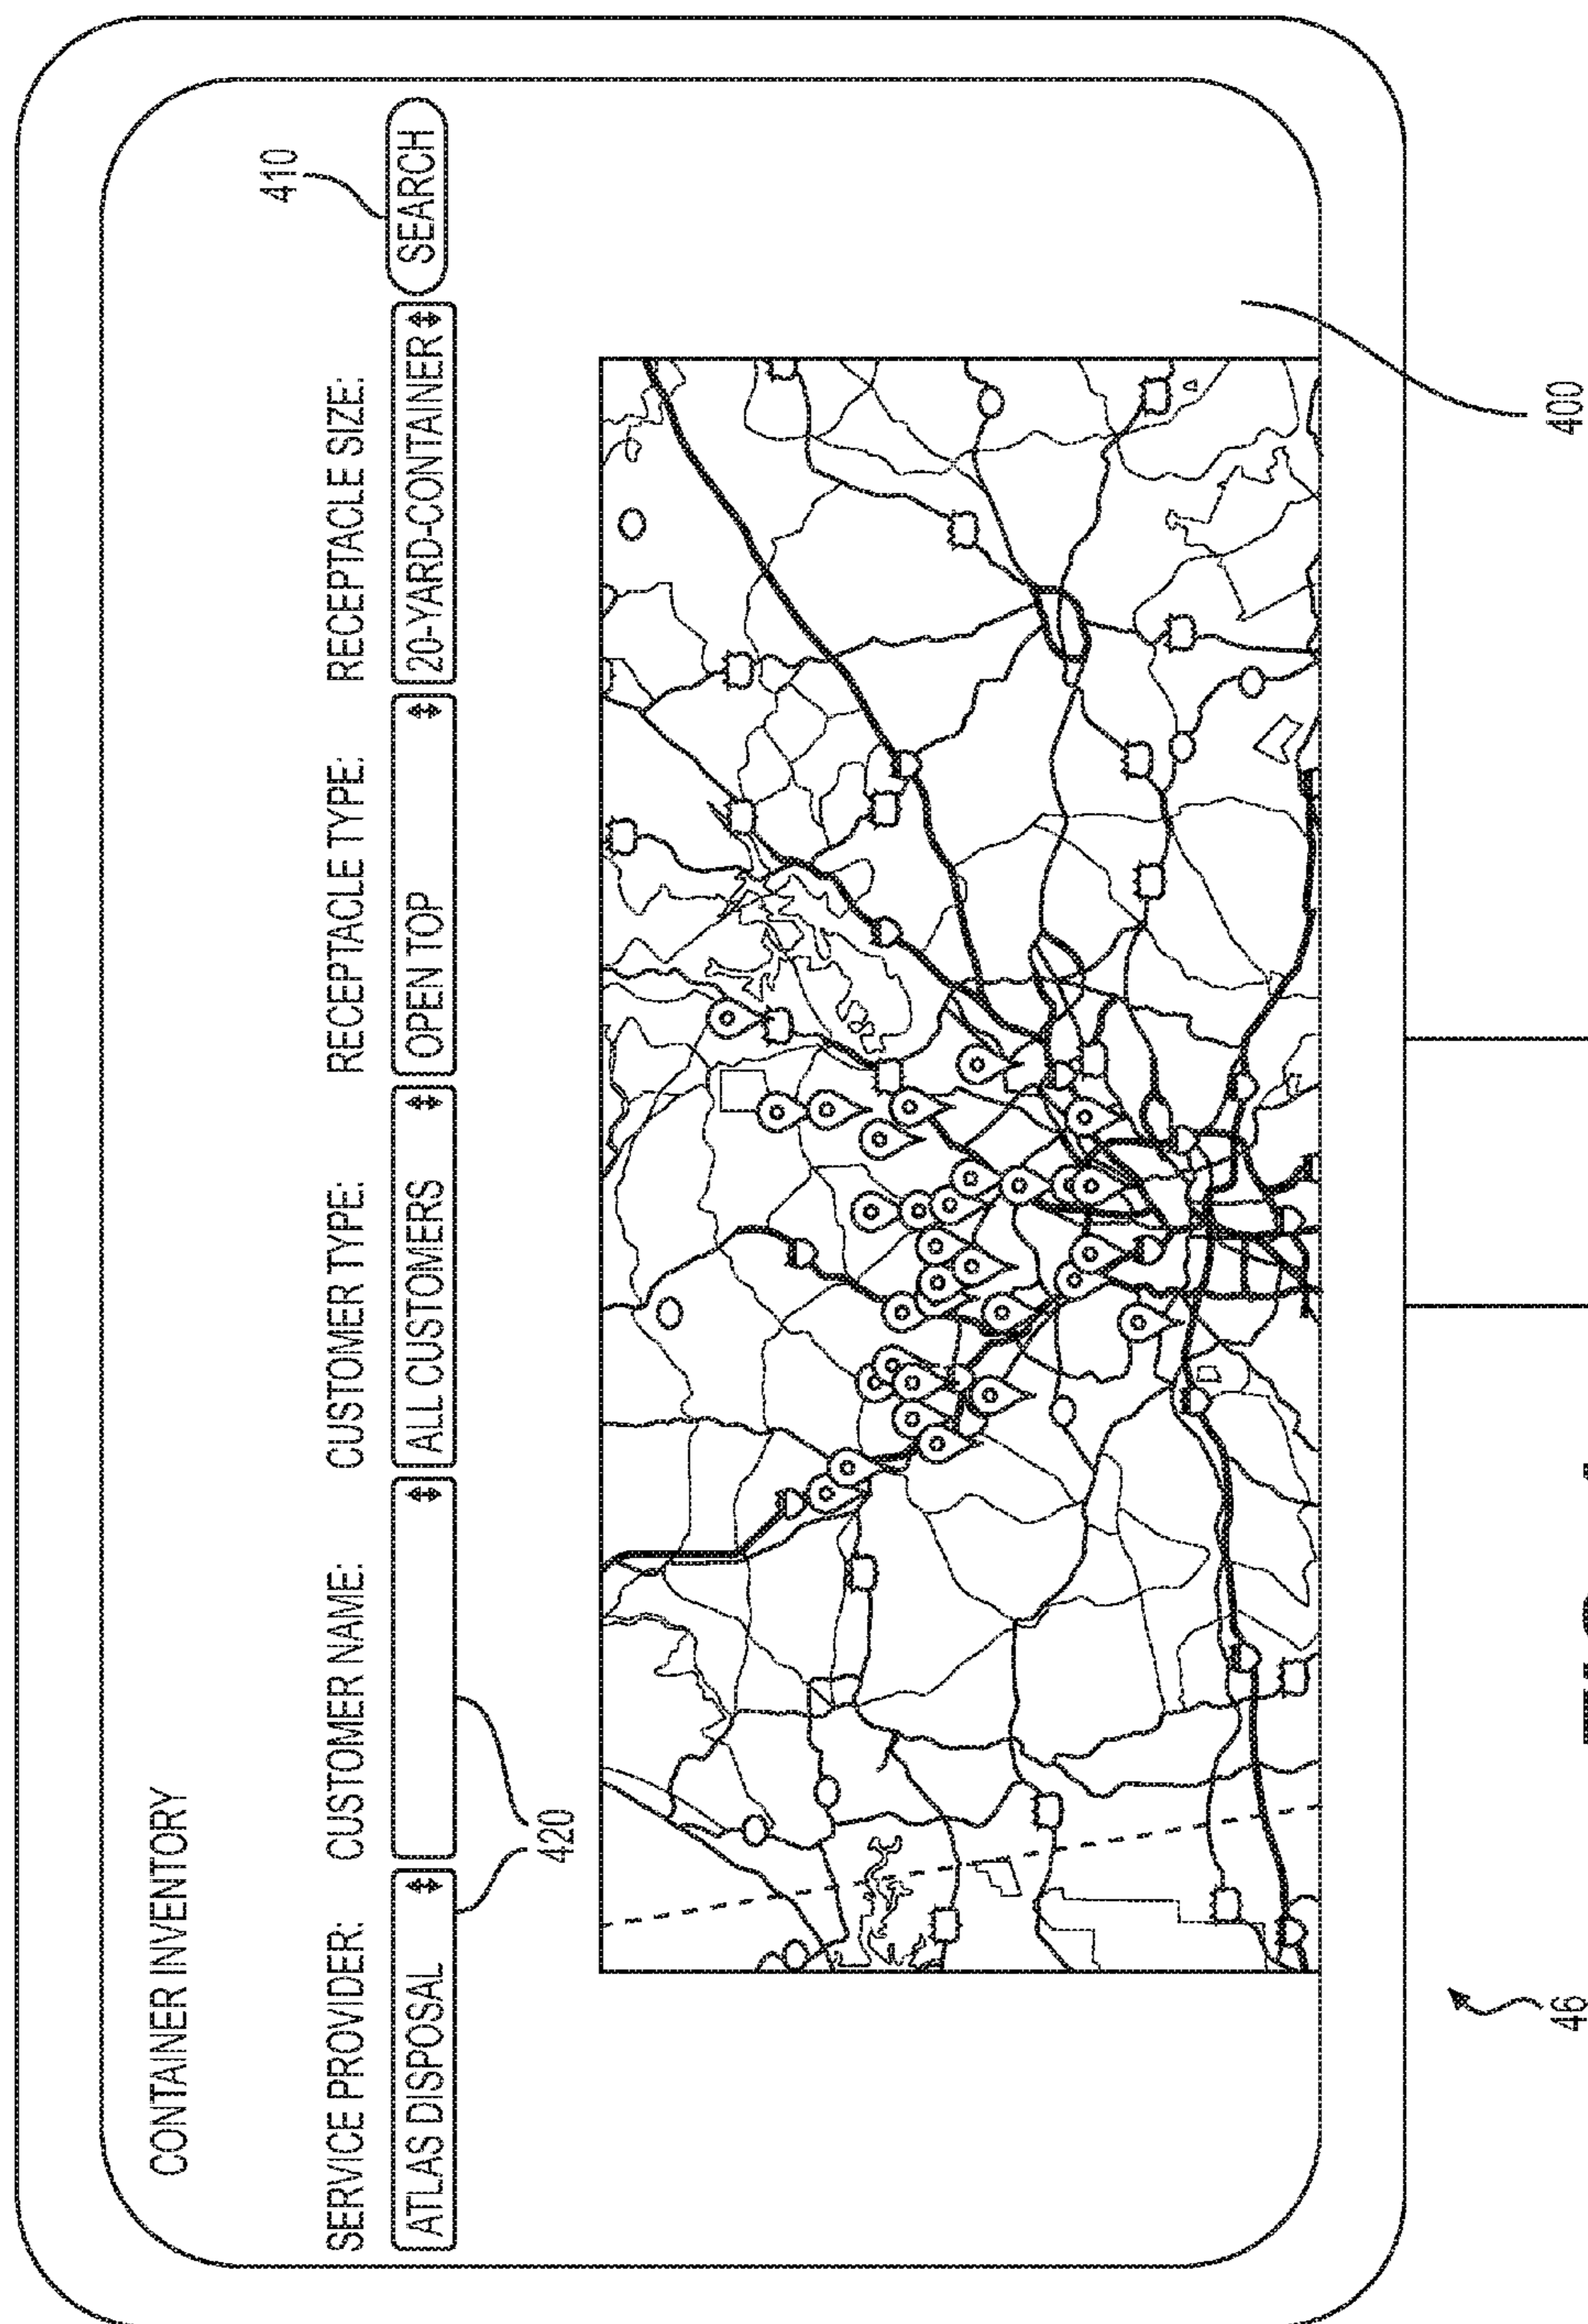 CONTAINER INVENTORY
410
SERVICE PROVIDER: CUSTOMER NAME: CUSTOMER TYPE: RECEPTACLE TYPE: RECEPTACLE SIZE:
ATLAS DISPOSAL ALL CUSTOMERS OPEN TOP 20-YARD-CONTAINER SEARCH
420
400
46